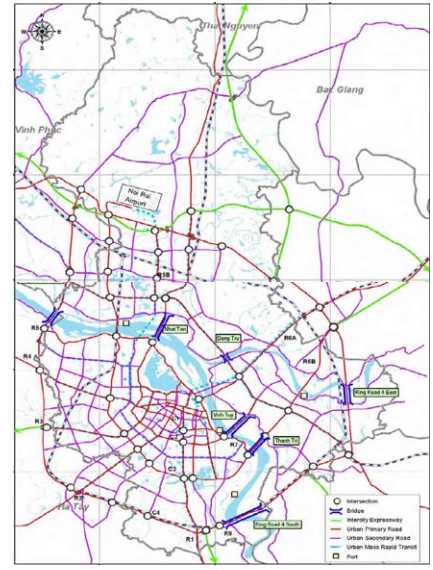 N
W
E
S
Thai Nguyen
Bac Giang
Vinh Phuc
Noi Bai
Airport
R5B
R5
Nhat Tan
Dong Tru
R6A
R6B
R4
Ring Road 4 East
Vinh Tuy
R3
R7
Thanh Tri
C3
R2
Ha Tay
C4
Ring Road 4 South
R1
R8
Intersection
Bridge
Intercity Expressway
Urban Primary Road
Urban Secondary Road
Urban Mass Rapid Transit
Port